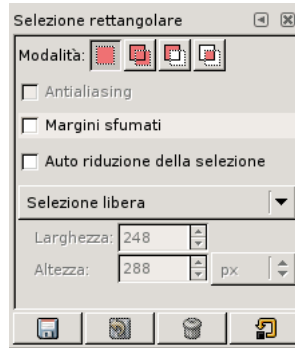 Selezione rettangolare
Modalità:
Antialiasing
Margini sfumati
Auto riduzione della selezione
Selezione libera
Larghezza: 248
Altezza: 288 px